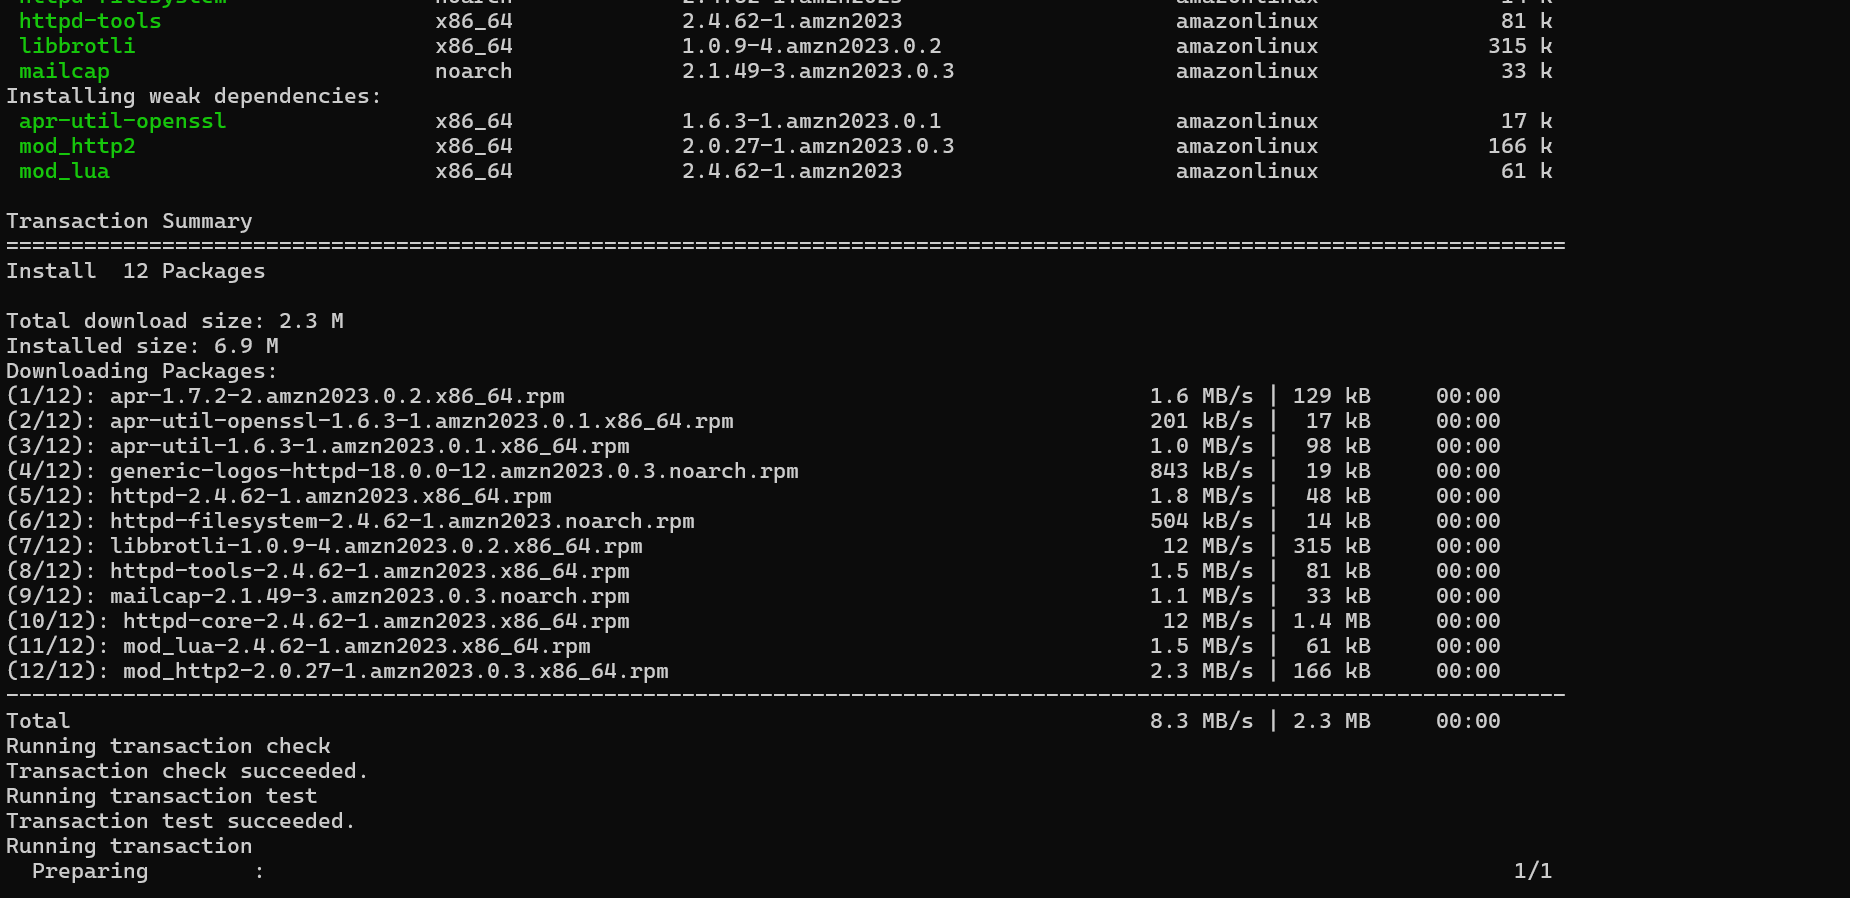 httpd-filesystem noarch 2.4.62-1.amzn2023 amazonlinux 14 k
httpd-tools x86_64 2.4.62-1.amzn2023 amazonlinux 81 k
libbrotli x86_64 1.0.9-4.amzn2023.0.2 amazonlinux 315 k
mailcap noarch 2.1.49-3.amzn2023.0.3 amazonlinux 33 k
Installing weak dependencies:
apr-util-openssl x86_64 1.6.3-1.amzn2023.0.1 amazonlinux 17 k
mod_http2 x86_64 2.0.27-1.amzn2023.0.3 amazonlinux 166 k
mod_lua x86_64 2.4.62-1.amzn2023 amazonlinux 61 k
Transaction Summary
========================================================================================================================
Install  12 Packages
Total download size: 2.3 M
Installed size: 6.9 M
Downloading Packages:
(1/12): apr-1.7.2-2.amzn2023.0.2.x86_64.rpm 1.6 MB/s | 129 kB 00:00
(2/12): apr-util-openssl-1.6.3-1.amzn2023.0.1.x86_64.rpm 201 kB/s | 17 kB 00:00
(3/12): apr-util-1.6.3-1.amzn2023.0.1.x86_64.rpm 1.0 MB/s | 98 kB 00:00
(4/12): generic-logos-httpd-18.0.0-12.amzn2023.0.3.noarch.rpm 843 kB/s | 19 kB 00:00
(5/12): httpd-2.4.62-1.amzn2023.x86_64.rpm 1.8 MB/s | 48 kB 00:00
(6/12): httpd-filesystem-2.4.62-1.amzn2023.noarch.rpm 504 kB/s | 14 kB 00:00
(7/12): libbrotli-1.0.9-4.amzn2023.0.2.x86_64.rpm 12 MB/s | 315 kB 00:00
(8/12): httpd-tools-2.4.62-1.amzn2023.x86_64.rpm 1.5 MB/s | 81 kB 00:00
(9/12): mailcap-2.1.49-3.amzn2023.0.3.noarch.rpm 1.1 MB/s | 33 kB 00:00
(10/12): httpd-core-2.4.62-1.amzn2023.x86_64.rpm 12 MB/s | 1.4 MB 00:00
(11/12): mod_lua-2.4.62-1.amzn2023.x86_64.rpm 1.5 MB/s | 61 kB 00:00
(12/12): mod_http2-2.0.27-1.amzn2023.0.3.x86_64.rpm 2.3 MB/s | 166 kB 00:00
------------------------------------------------------------------------------------------------------------------------
Total 8.3 MB/s | 2.3 MB 00:00
Running transaction check
Transaction check succeeded.
Running transaction test
Transaction test succeeded.
Running transaction
Preparing : 1/1